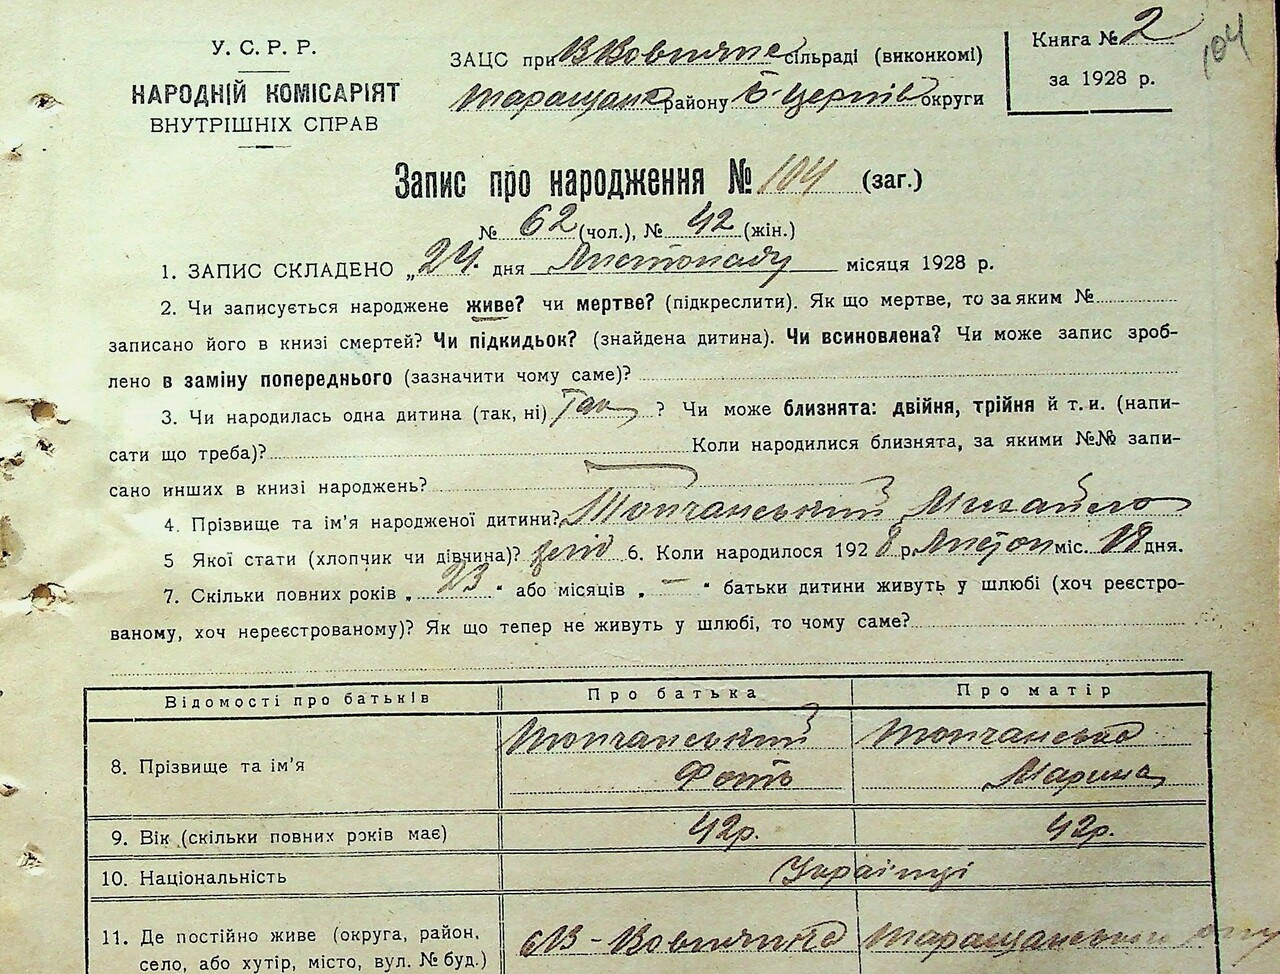 У. С. Р. Р.
НАРОДНІЙ КОМІСАРІЯТ
ВНУТРІШНІХ СПРАВ
ЗАЦС при В Вовнянсе сільраді (виконкомі)
Таращанс району Б-Церків округи
Книга № 2
за 1928 р.
104
Запис про народження № 104 (заг.)
№ 62 (чол.), № 42 (жін.)
1. ЗАПИС СКЛАДЕНО „24. дня Листопаду місяця 1928 р.
2. Чи записується народжене живе? чи мертве? (підкреслити). Як що мертве, то за яким №
записано його в книзі смертей? Чи підкидьок? (знайдена дитина). Чи всиновлена? Чи може запис зроб-
лено в заміну попереднього (зазначити чому саме)?
3. Чи народилась одна дитина (так, ні) Так ? Чи може близнята: двійня, трійня й т. и. (напи-
сати що треба)? Коли народилися близнята, за якими №№ запи-
сано инших в книзі народжень?
4. Прізвище та ім’я народженої дитини? Топчанський Михайло
5 Якої стати (хлопчик чи дівчина)? 6. Коли народилося 192 8 р. Листоп міс. 18 дня.
7. Скільки повних років „ 23 “ або місяців „ — “ батьки дитини живуть у шлюбі (хоч реєстро-
ваному, хоч нереєстрованому)? Як що тепер не живуть у шлюбі, то чому саме?
Відомості про батьків Про батька Про матір
8. Прізвище та ім’я Топчанський Фоть Топчанська Марина
9. Вік (скільки повних років має) 42р. 42р.
10. Національність Українці
11. Де постійно живе (округа, район, с В-Вовнянка Таращанський
село, або хутір, місто, вул. № буд.)